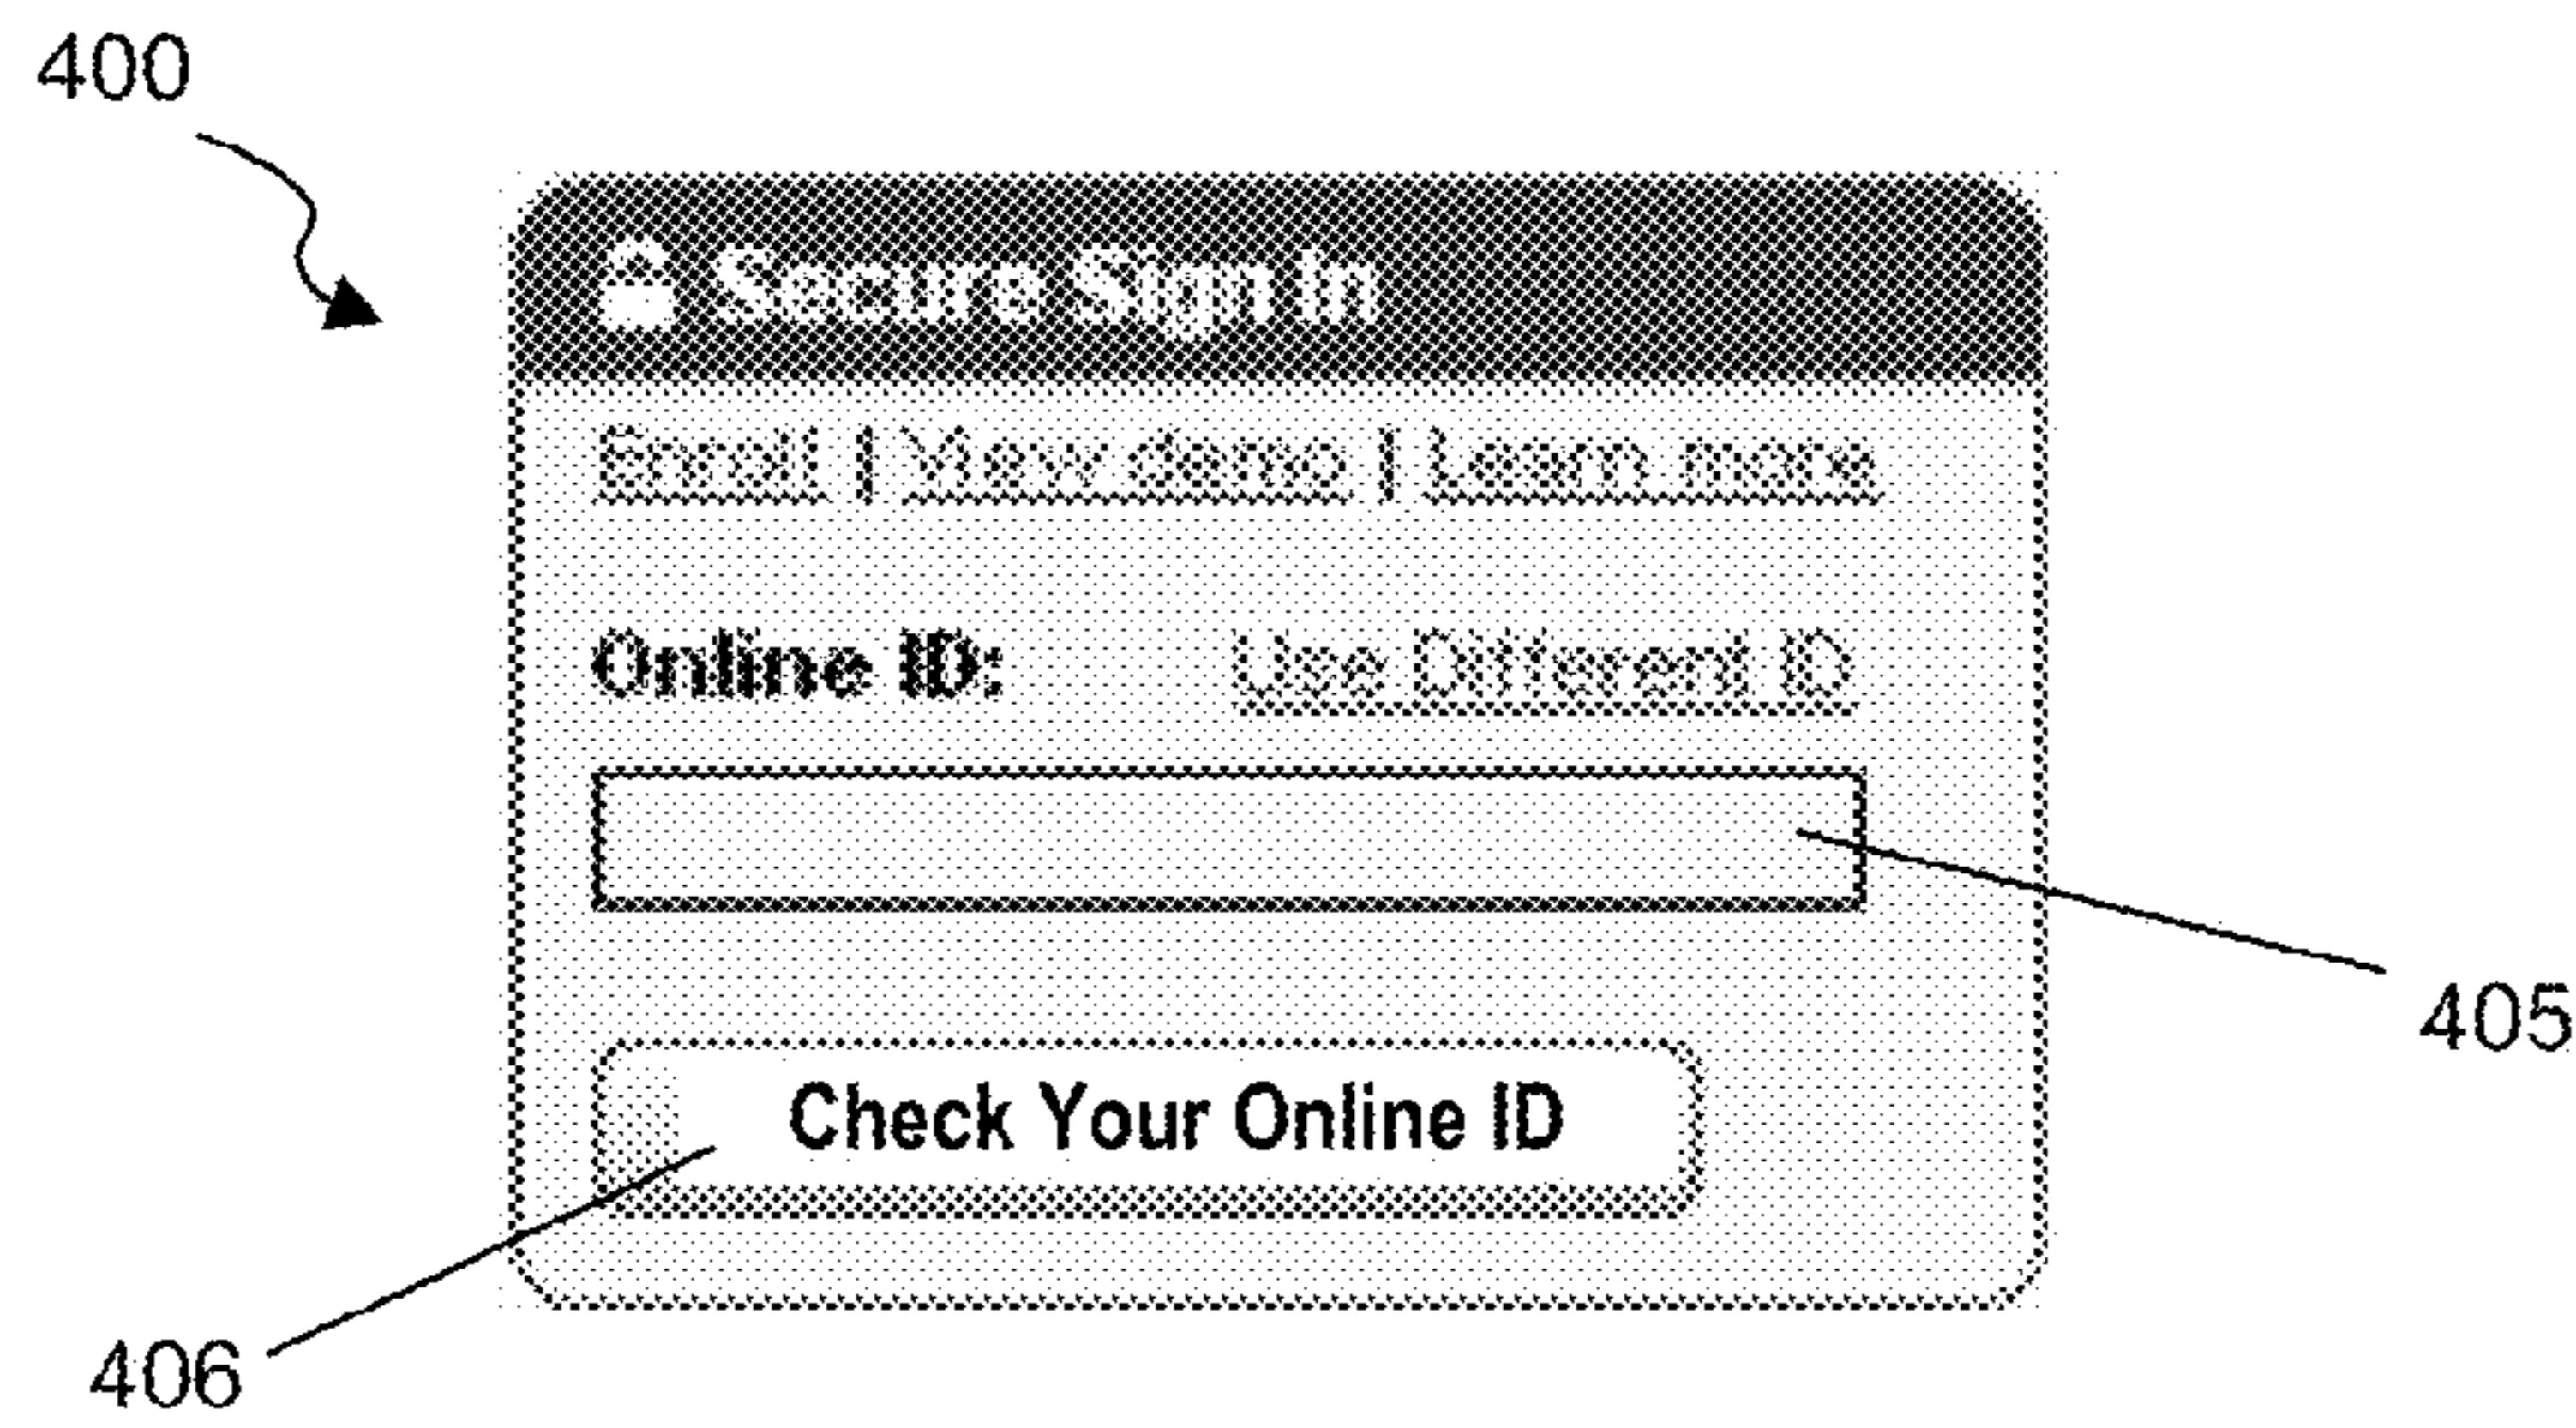 400
Secure Sign In
Enroll | View demo | Learn more
Online ID: Use Different ID
405
Check Your Online ID
406